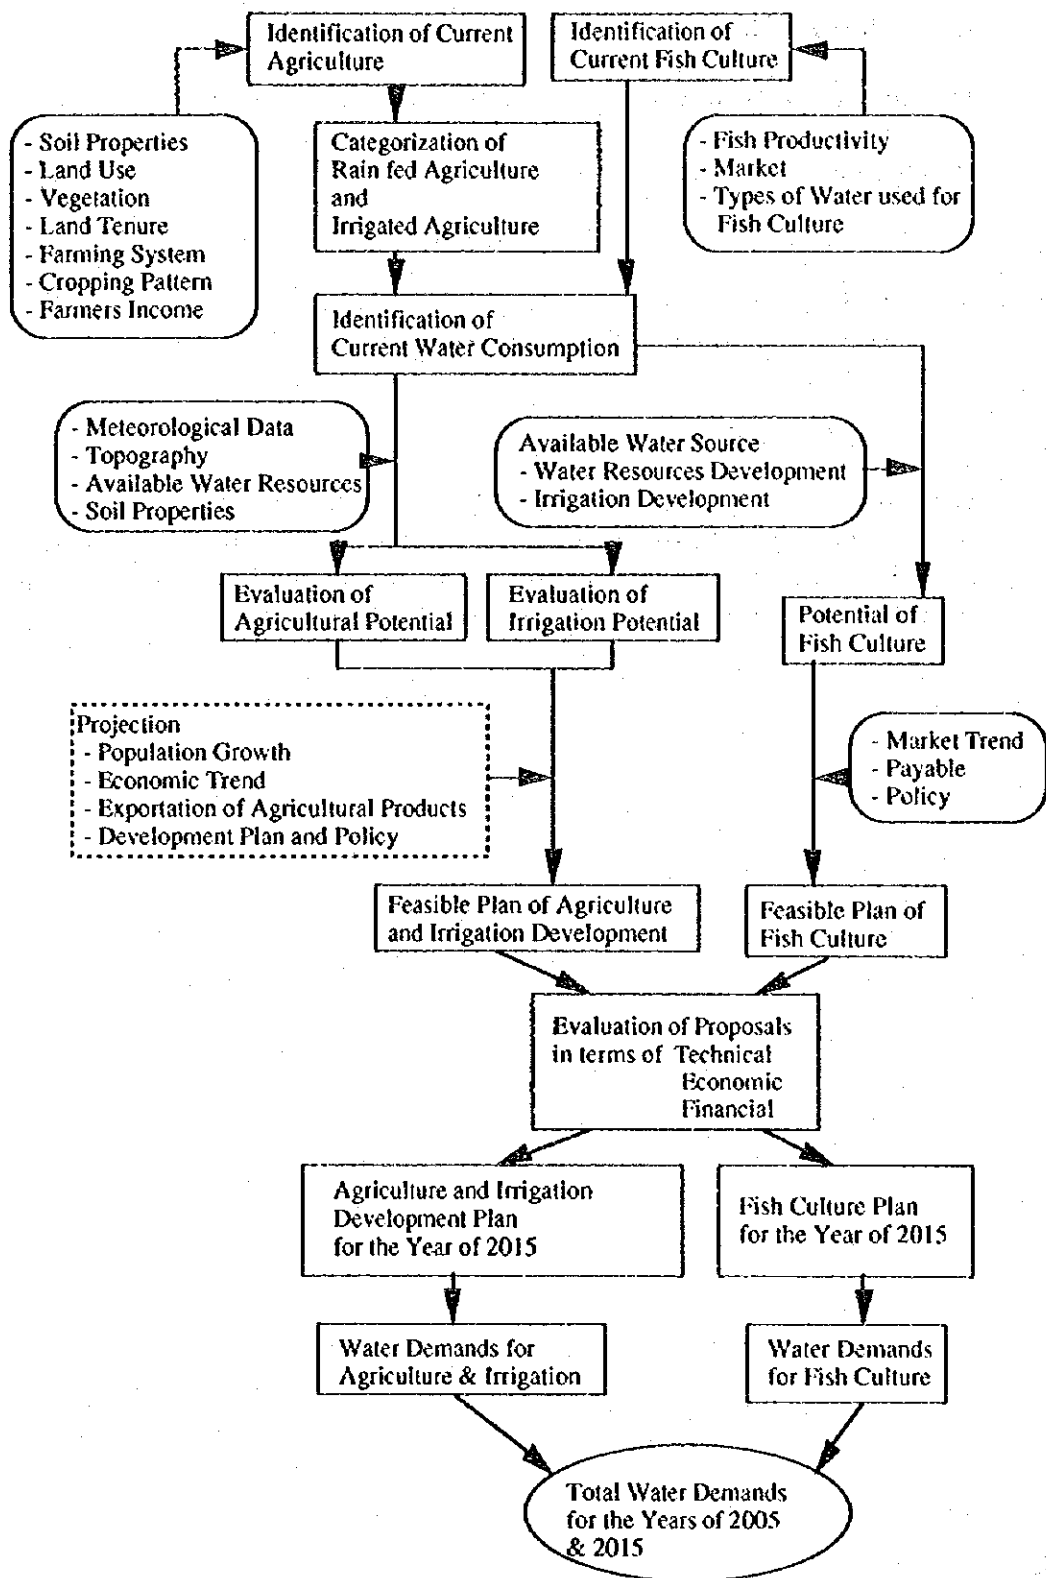 Identification of Current
Agriculture
Identification of
Current Fish Culture
- Soil Properties
- Land Use
- Vegetation
- Land Tenure
- Farming System
- Cropping Pattern
- Farmers Income
Categorization of
Rain fed Agriculture
and
Irrigated Agriculture
- Fish Productivity
- Market
- Types of Water used for
Fish Culture
Identification of
Current Water Consumption
- Meteorological Data
- Topography
- Available Water Resources
- Soil Properties
Available Water Source
- Water Resources Development
- Irrigation Development
Evaluation of
Agricultural Potential
Evaluation of
Irrigation Potential
Potential of
Fish Culture
Projection
- Population Growth
- Economic Trend
- Exportation of Agricultural Products
- Development Plan and Policy
- Market Trend
- Payable
- Policy
Feasible Plan of Agriculture
and Irrigation Development
Feasible Plan of
Fish Culture
Evaluation of Proposals
in terms of Technical
Economic
Financial
Agriculture and Irrigation
Development Plan
for the Year of 2015
Fish Culture Plan
for the Year of 2015
Water Demands for
Agriculture & Irrigation
Water Demands
for Fish Culture
Total Water Demands
for the Years of 2005
& 2015